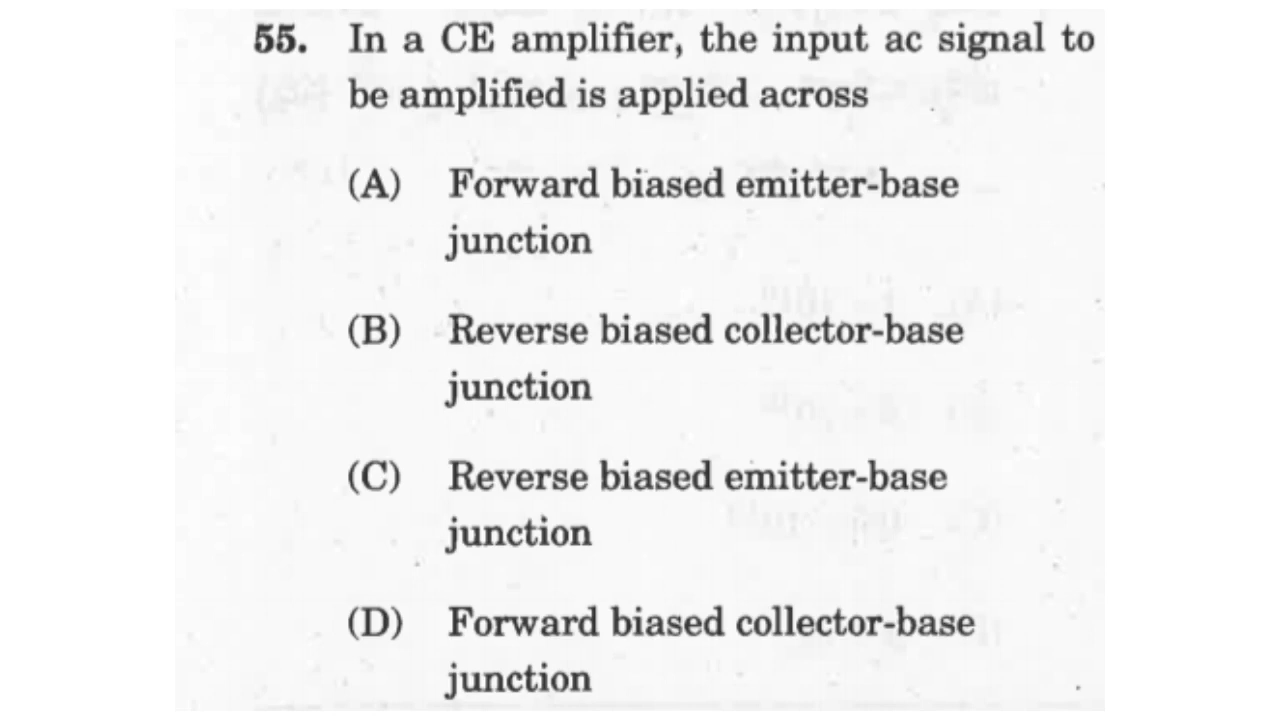 55. In a CE amplifier, the input ac signal to
be amplified is applied across
(A) Forward biased emitter-base
junction
(B) Reverse biased collector-base
junction
(C) Reverse biased emitter-base
junction
(D) Forward biased collector-base
junction